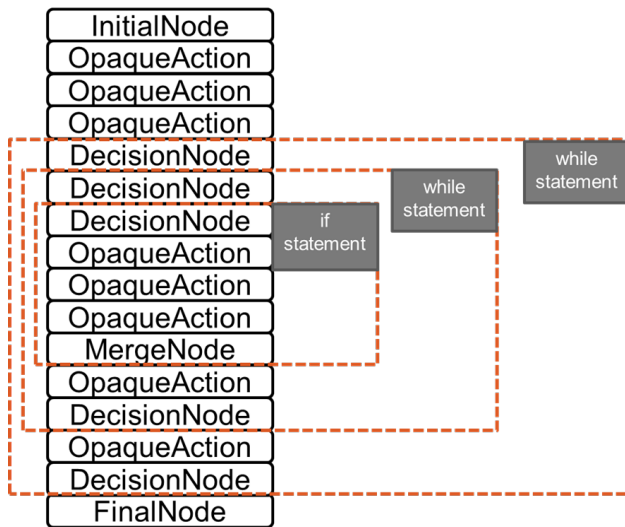 InitialNode
OpaqueAction
OpaqueAction
OpaqueAction
DecisionNode
while
statement
DecisionNode
while
statement
DecisionNode
if
statement
OpaqueAction
OpaqueAction
OpaqueAction
MergeNode
OpaqueAction
DecisionNode
OpaqueAction
DecisionNode
FinalNode